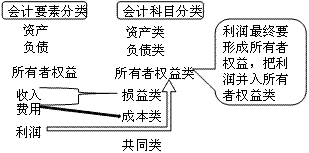 会计要素分类
会计科目分类
资产
资产类
负债
负债类
所有者权益
所有者权益类
收入
损益类
费用
成本类
利润
共同类
利润最终要
形成所有者
权益，把利
润并入所有
者权益类